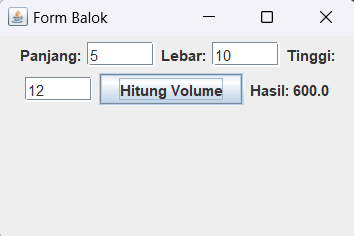 Form Balok
Panjang: 5 Lebar: 10 Tinggi:
12 Hitung Volume Hasil: 600.0